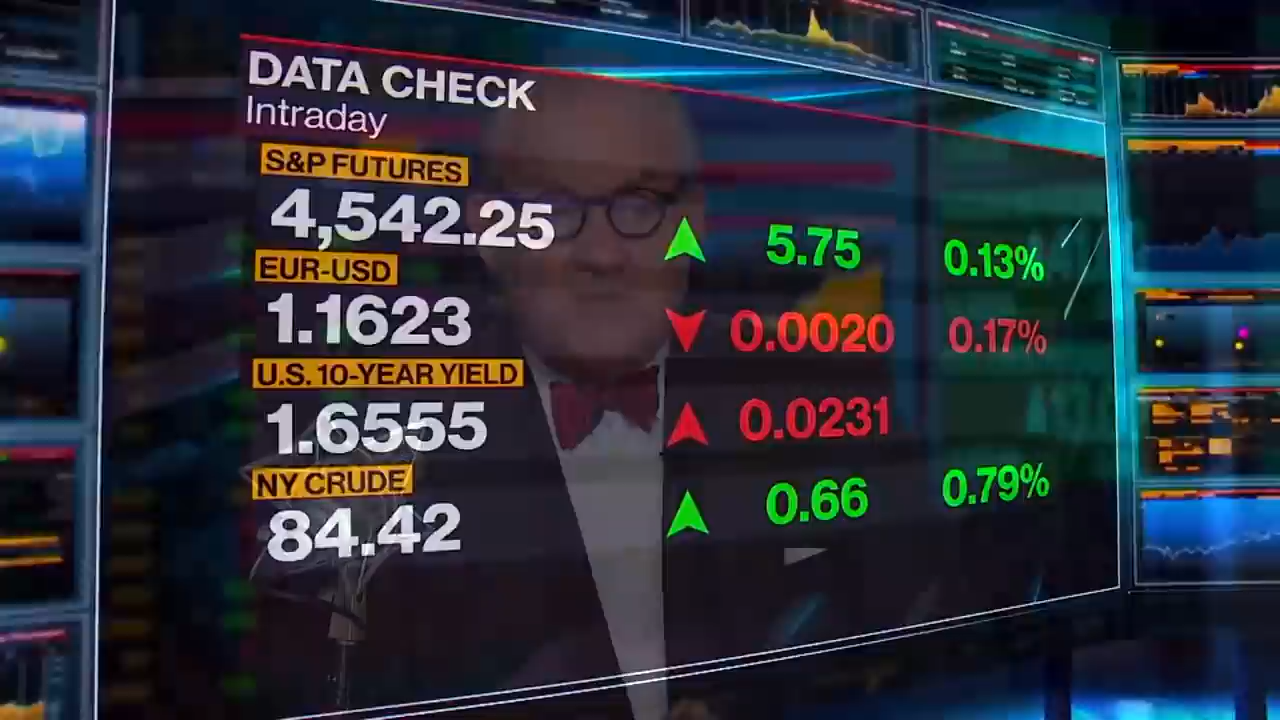 DATA CHECK
Intraday
S&P FUTURES
4,542.25 5.75 0.13%
EUR-USD
1.1623 0.0020 0.17%
U.S. 10-YEAR YIELD
1.6555 0.0231
NY CRUDE
84.42 0.66 0.79%